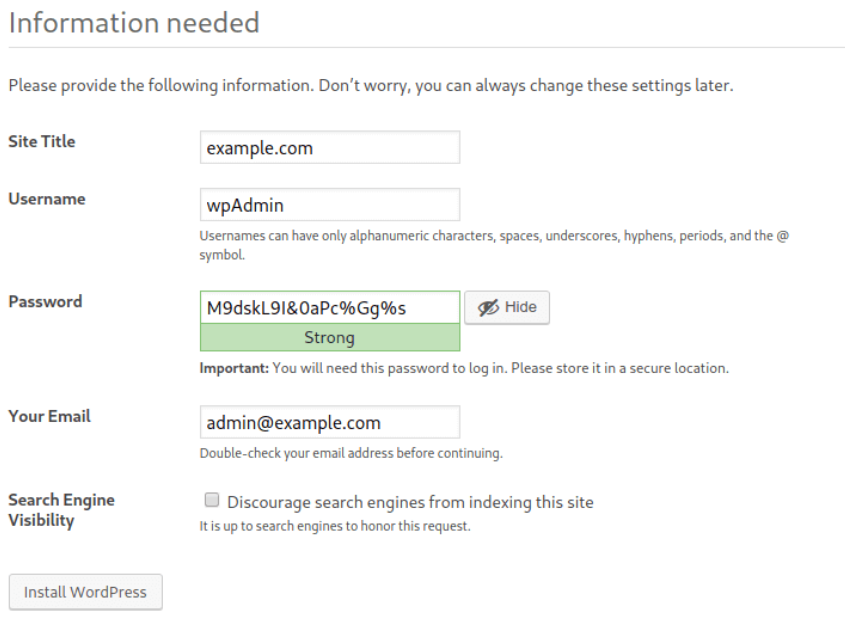 Information needed
Please provide the following information. Don't worry, you can always change these settings later.
Site Title
example.com
Username
wpAdmin
Usernames can have only alphanumeric characters, spaces, underscores, hyphens, periods, and the @
symbol.
Password
M9dskL9I&0aPc%Gg%s
Hide
Strong
Important: You will need this password to log in. Please store it in a secure location.
Your Email
admin@example.com
Double-check your email address before continuing.
Search Engine
Visibility
Discourage search engines from indexing this site
It is up to search engines to honor this request.
Install WordPress